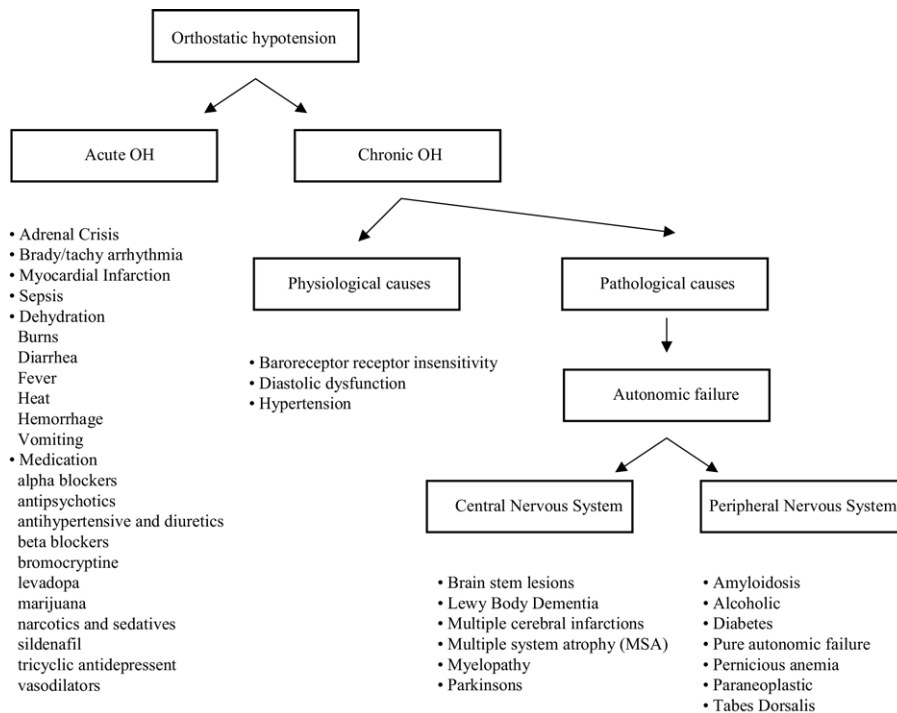 Orthostatic hypotension
Acute OH
Chronic OH
• Adrenal Crisis
• Brady/tachy arrhythmia
• Myocardial Infarction
• Sepsis
• Dehydration
Burns
Diarrhea
Fever
Heat
Hemorrhage
Vomiting
• Medication
alpha blockers
antipsychotics
antihypertensive and diuretics
beta blockers
bromocryptine
levadopa
marijuana
narcotics and sedatives
sildenafil
tricyclic antidepressent
vasodilators
Physiological causes
• Baroreceptor receptor insensitivity
• Diastolic dysfunction
• Hypertension
Pathological causes
Autonomic failure
Central Nervous System
• Brain stem lesions
• Lewy Body Dementia
• Multiple cerebral infarctions
• Multiple system atrophy (MSA)
• Myelopathy
• Parkinsons
Peripheral Nervous System
• Amyloidosis
• Alcoholic
• Diabetes
• Pure autonomic failure
• Pernicious anemia
• Paraneoplastic
• Tabes Dorsalis